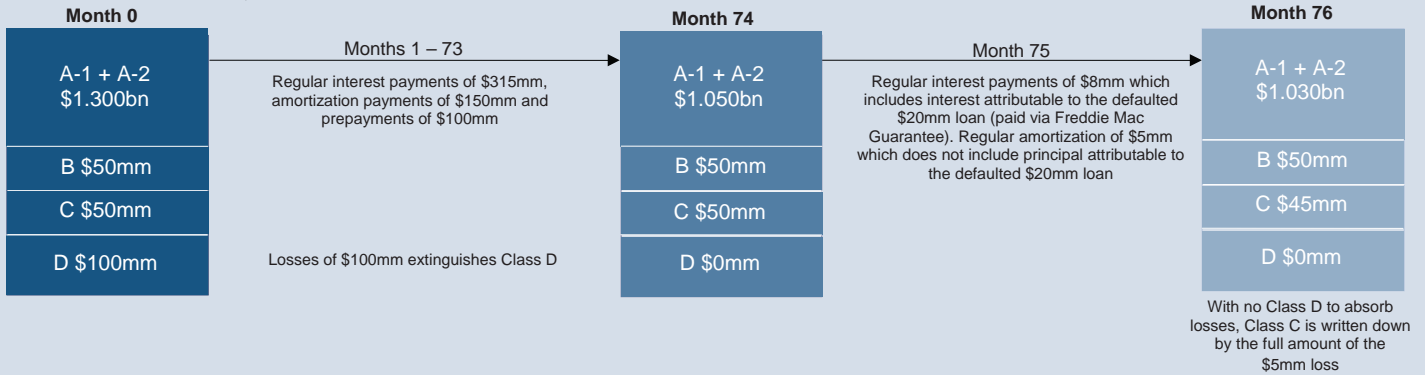 Month 0
A-1 + A-2
$1.300bn
B $50mm
C $50mm
D $100mm
Months 1 – 73
Regular interest payments of $315mm,
amortization payments of $150mm and
prepayments of $100mm
Losses of $100mm extinguishes Class D
Month 74
A-1 + A-2
$1.050bn
B $50mm
C $50mm
D $0mm
Month 75
Regular interest payments of $8mm which
includes interest attributable to the defaulted
$20mm loan (paid via Freddie Mac
Guarantee). Regular amortization of $5mm
which does not include principal attributable to
the defaulted $20mm loan
Month 76
A-1 + A-2
$1.030bn
B $50mm
C $45mm
D $0mm
With no Class D to absorb
losses, Class C is written down
by the full amount of the
$5mm loss